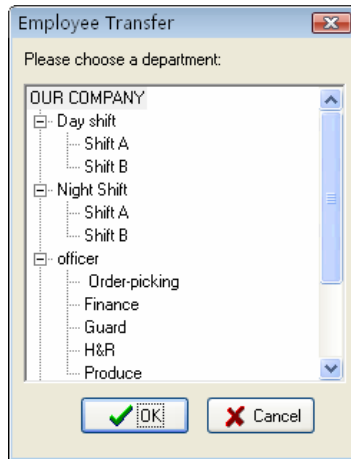 Employee Transfer
Please choose a department:
OUR COMPANY
Day shift
Shift A
Shift B
Night Shift
Shift A
Shift B
officer
Order-picking
Finance
Guard
H&R
Produce
OK
Cancel